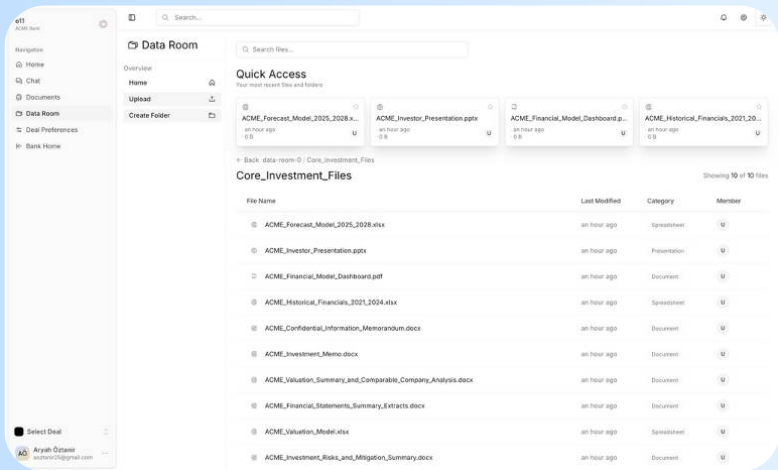 o11
ACME Bank
Navigation
Home
Chat
Documents
Data Room
Deal Preferences
Bank Home
Select Deal
AÖ
Aryah Öztanir
aoztanir25@gmail.com
Search...
Data Room
Overview
Home
Upload
Create Folder
Search files...
Quick Access
Your most recent files and folders
ACME_Forecast_Model_2025_2028.x...
an hour ago
· 0 B
U
ACME_Investor_Presentation.pptx
an hour ago
· 0 B
U
ACME_Financial_Model_Dashboard.p...
an hour ago
· 0 B
U
ACME_Historical_Financials_2021_20...
an hour ago
· 0 B
U
← Back data-room-0 / Core_Investment_Files
Core_Investment_Files
Showing 10 of 10 files
File Name Last Modified Category Member
ACME_Forecast_Model_2025_2028.xlsx an hour ago Spreadsheet U
ACME_Investor_Presentation.pptx an hour ago Presentation U
ACME_Financial_Model_Dashboard.pdf an hour ago Document U
ACME_Historical_Financials_2021_2024.xlsx an hour ago Spreadsheet U
ACME_Confidential_Information_Memorandum.docx an hour ago Document U
ACME_Investment_Memo.docx an hour ago Document U
ACME_Valuation_Summary_and_Comparable_Company_Analysis.docx an hour ago Document U
ACME_Financial_Statements_Summary_Extracts.docx an hour ago Document U
ACME_Valuation_Model.xlsx an hour ago Spreadsheet U
ACME_Investment_Risks_and_Mitigation_Summary.docx an hour ago Document U